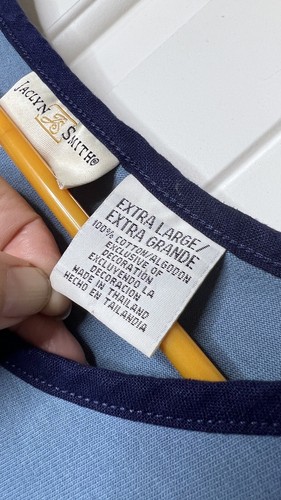 JACLYN JS SMITH®
EXTRA LARGE/
EXTRA GRANDE
100% COTTON/ALGODON
EXCLUSIVE OF
DECORATION
EXCLUYENDO LA
DECORACION
MADE IN THAILAND
HECHO EN TAILANDIA